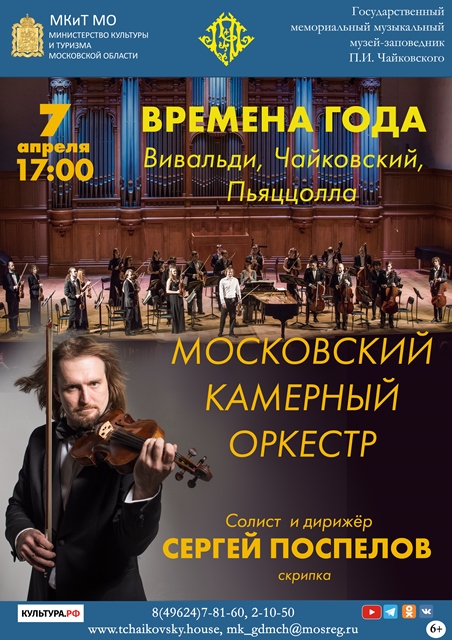 МКиТ МО
МИНИСТЕРСТВО КУЛЬТУРЫ
И ТУРИЗМА
МОСКОВСКОЙ ОБЛАСТИ
Государственный
мемориальный музыкальный
музей-заповедник
П.И. Чайковского
7
апреля
17:00
ВРЕМЕНА ГОДА
Вивальди, Чайковский,
Пьяццолла
МОСКОВСКИЙ
КАМЕРНЫЙ
ОРКЕСТР
Солист и дирижёр
СЕРГЕЙ ПОСПЕЛОВ
скрипка
КУЛЬТУРА.РФ
8(49624)7-81-60, 2-10-50
www.tchaikovsky.house, mk_gdmch@mosreg.ru
6+